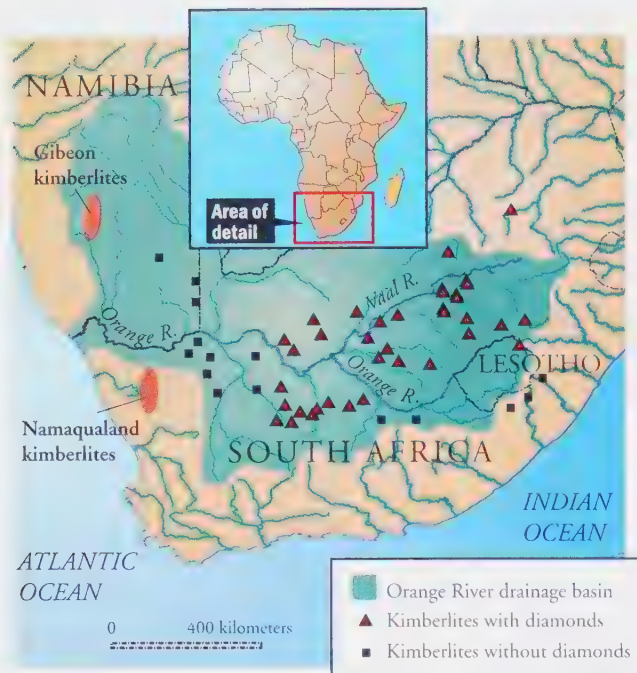 NAMIBIA
Gibeon
kimberlites
Area of
detail
Orange R.
Naal R.
Orange R.
LESOTHO
Namaqualand
kimberlites
SOUTH AFRICA
INDIAN
OCEAN
ATLANTIC
OCEAN
0 400 kilometers
Orange River drainage basin
Kimberlites with diamonds
Kimberlites without diamonds